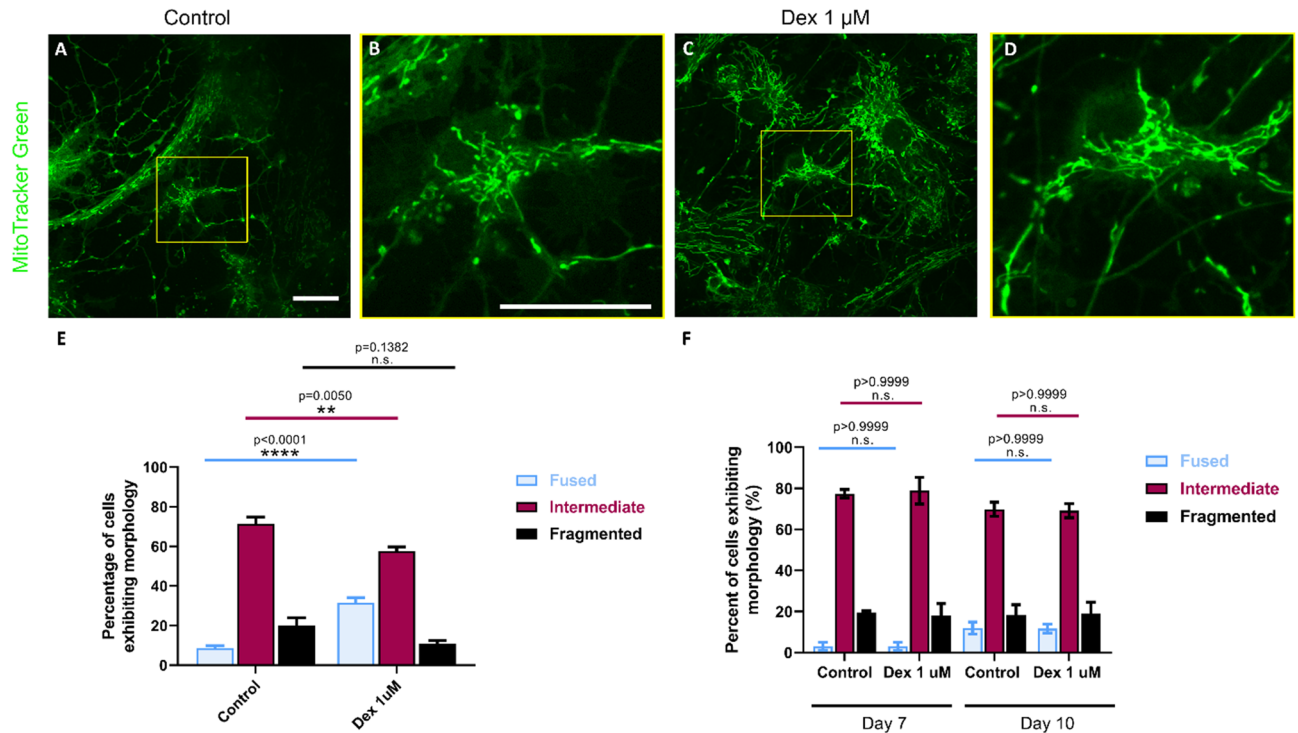 Control
Dex 1 µM
MitoTracker Green
A
B
C
D
E
p=0.1382
n.s.
p=0.0050
**
p<0.0001
****
Percentage of cells
exhibiting morphology
100
80
60
40
20
0
Control
Dex 1uM
Fused
Intermediate
Fragmented
F
p>0.9999
n.s.
p>0.9999
n.s.
p>0.9999
n.s.
p>0.9999
n.s.
Percent of cells exhibiting
morphology (%)
100
80
60
40
20
0
Control
Dex 1 uM
Control
Dex 1 uM
Day 7
Day 10
Fused
Intermediate
Fragmented